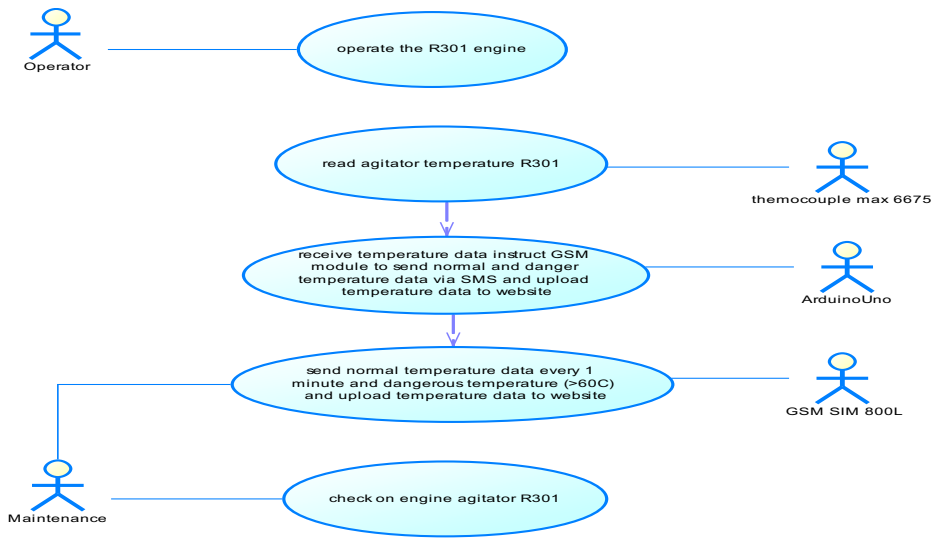 Operator
operate the R301 engine
read agitator temperature R301
themocouple max 6675
receive temperature data instruct GSM
module to send normal and danger
temperature data via SMS and upload
temperature data to website
ArduinoUno
send normal temperature data every 1
minute and dangerous temperature (>60C)
and upload temperature data to website
GSM SIM 800L
Maintenance
check on engine agitator R301